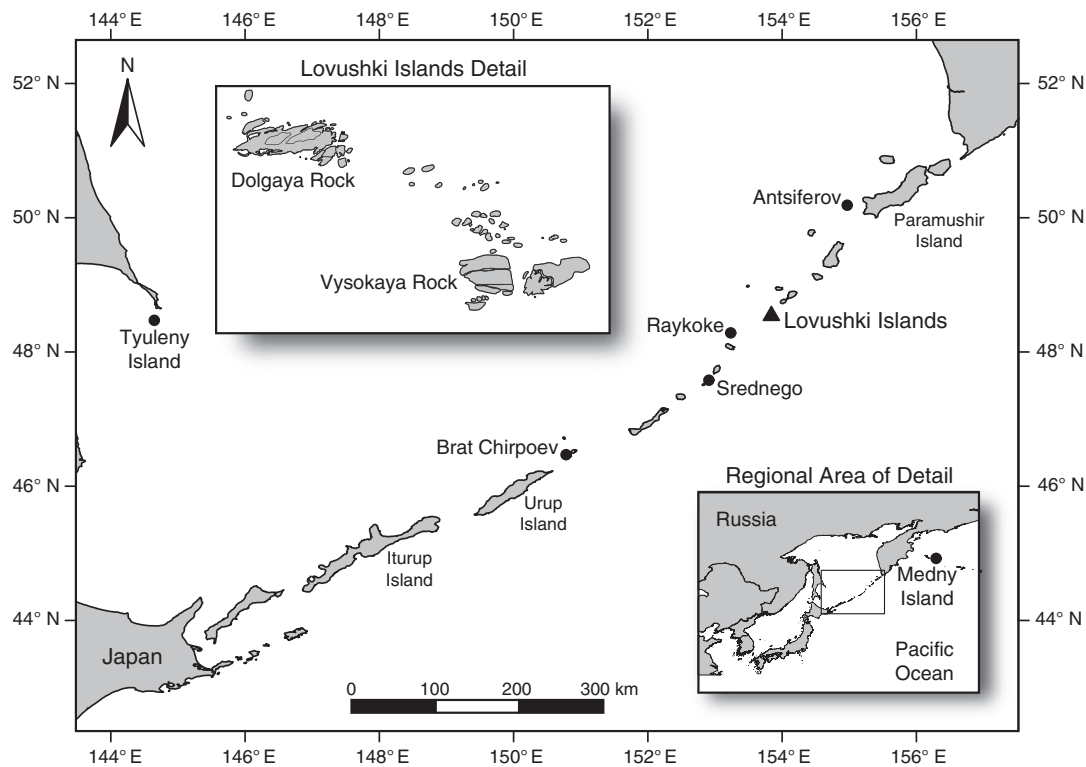 144° E 146° E 148° E 150° E 152° E 154° E 156° E
52° N
50° N
48° N
46° N
44° N
N
Lovushki Islands Detail
Dolgaya Rock
Vysokaya Rock
Tyuleny
Island
Antsiferov
Paramushir
Island
Lovushki Islands
Raykoke
Srednego
Brat Chirpoev
Urup
Island
Iturup
Island
Japan
0 100 200 300 km
Regional Area of Detail
Russia
Medny
Island
Pacific
Ocean
52° N
50° N
48° N
46° N
44° N
144° E 146° E 148° E 150° E 152° E 154° E 156° E